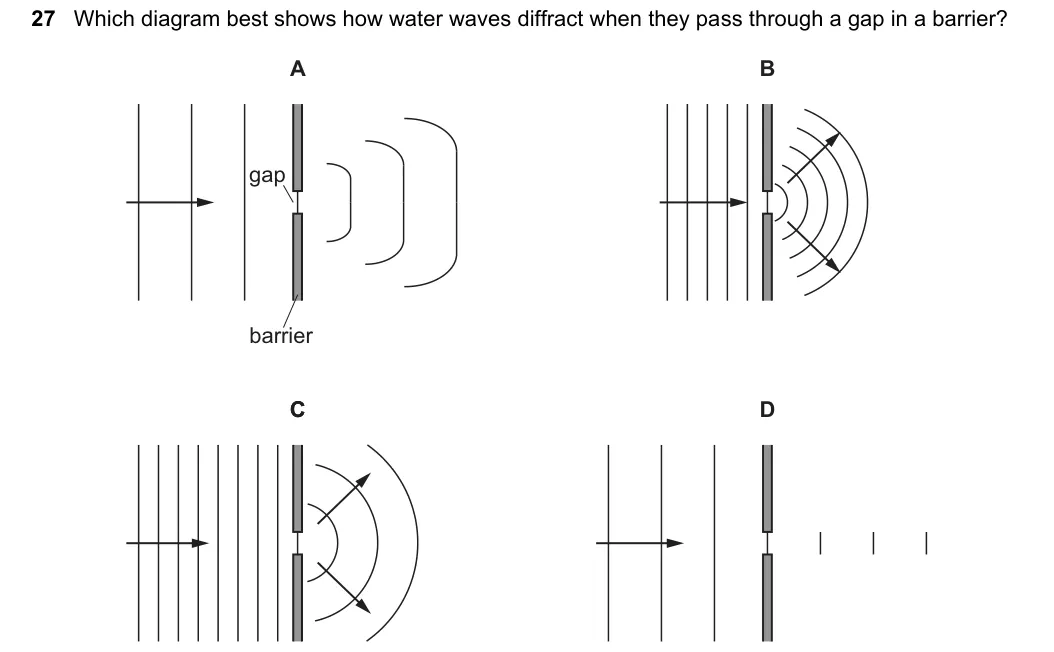 27 Which diagram best shows how water waves diffract when they pass through a gap in a barrier?
A
B
gap
barrier
C
D